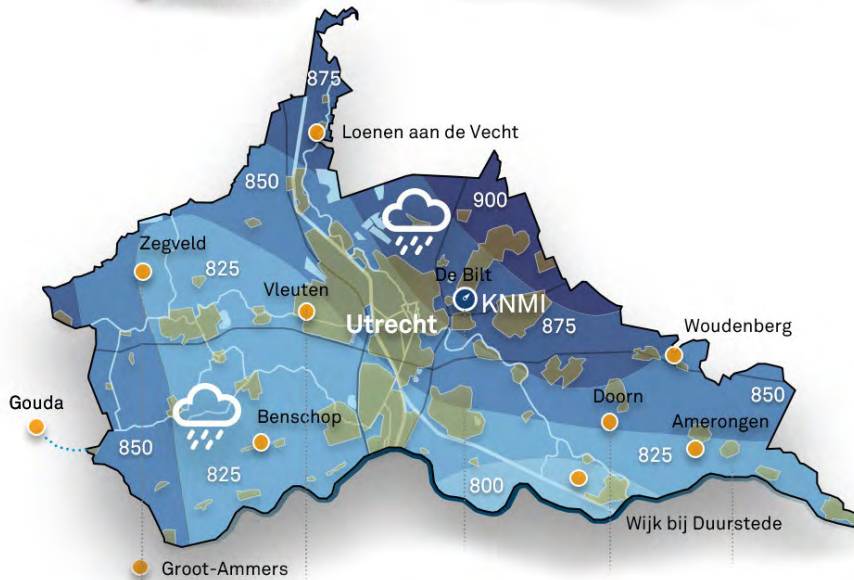 875
Loenen aan de Vecht
850
900
Zegveld
825
De Bilt
Vleuten
KNMI
Utrecht
875
Woudenberg
850
Gouda
Benschop
Doorn
Amerongen
850
825
825
800
Wijk bij Duurstede
Groot-Ammers